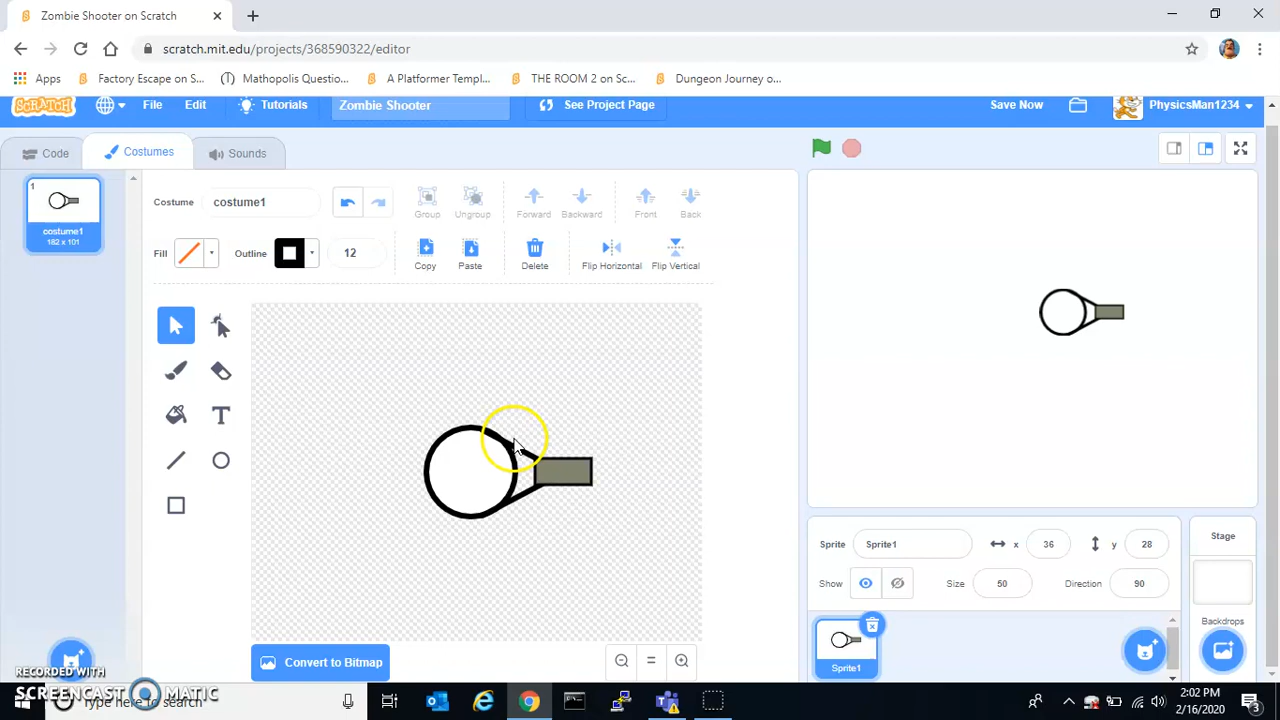 Zombie Shooter on Scratch
scratch.mit.edu/projects/368590322/editor
Apps Factory Escape on S... Mathopolis Questio... A Platformer Templ... THE ROOM 2 on Sc... Dungeon Journey o...
SCRATCH File Edit Tutorials Zombie Shooter See Project Page Save Now PhysicsMan1234
Code Costumes Sounds
1
costume1
182 x 101
Costume costume1 Group Ungroup Forward Backward Front Back
Fill Outline 12 Copy Paste Delete Flip Horizontal Flip Vertical
Convert to Bitmap
Sprite Sprite1 x 36 y 28
Show Size 50 Direction 90
Sprite1
Stage
Backdrops
RECORDED WITH
SCREENCAST MATIC
Type here to search
2:02 PM
2/16/2020
3